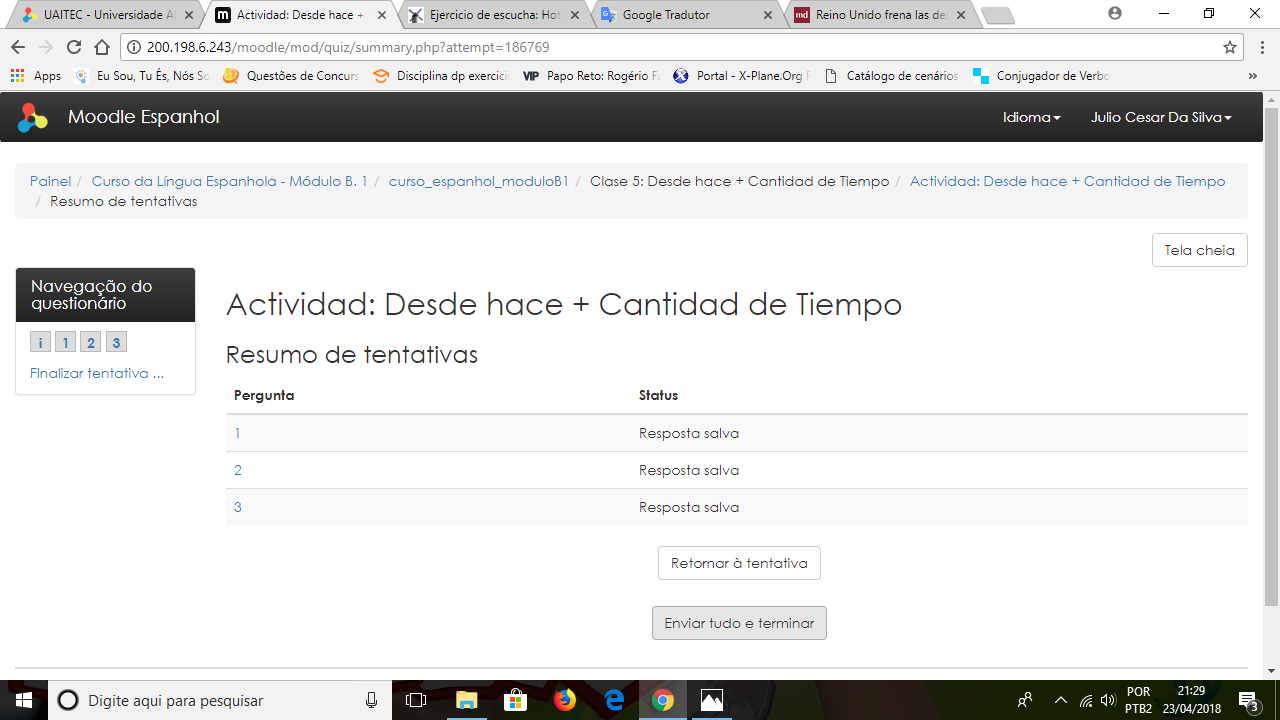 UAITEC - Universidade A
Actividad: Desde hace +
Ejercicio de escucha: Hot
Google Tradutor
md Reino Unido frena las de
200.198.6.243/moodle/mod/quiz/summary.php?attempt=186769
Apps
Eu Sou, Tu És, Nós So
Questões de Concurs
Disciplina dp exercici
VIP Papo Reto: Rogério F
Portal - X-Plane.Org F
Catálogo de cenários
Conjugador de Verbo
»
Moodle Espanhol
Idioma
Julio Cesar Da Silva
Painel / Curso da Língua Espanhola - Módulo B. 1 / curso_espanhol_moduloB1 / Clase 5: Desde hace + Cantidad de Tiempo / Actividad: Desde hace + Cantidad de Tiempo
/ Resumo de tentativas
Tela cheia
Navegação do
questionário
i 1 2 3
Finalizar tentativa ...
Actividad: Desde hace + Cantidad de Tiempo
Resumo de tentativas
Pergunta Status
1 Resposta salva
2 Resposta salva
3 Resposta salva
Retornar à tentativa
Enviar tudo e terminar
Digite aqui para pesquisar
POR
PTB2
21:29
23/04/2018
3